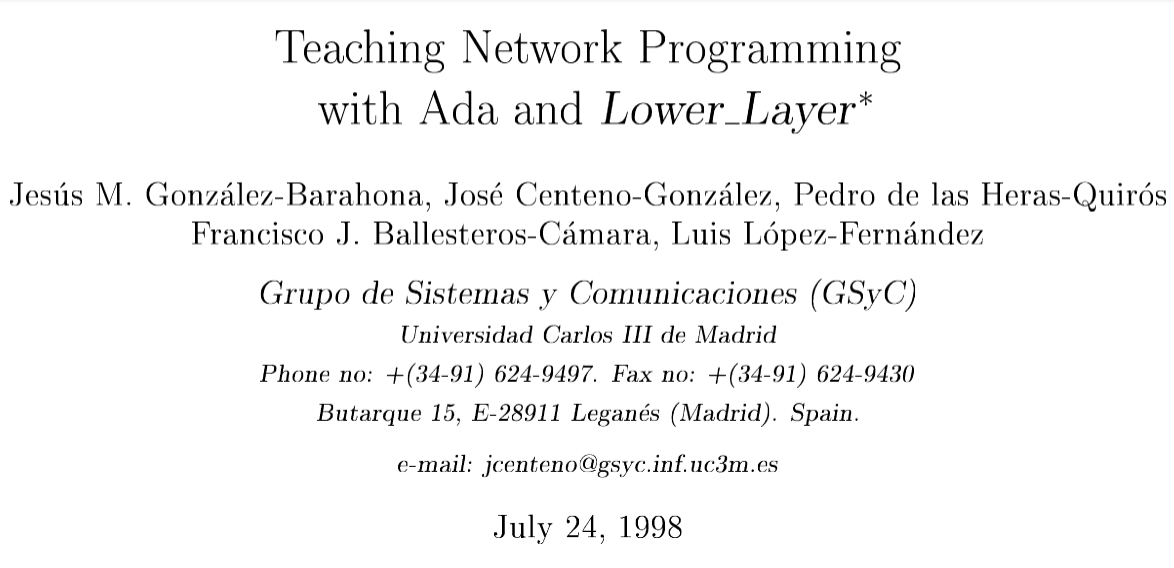 Teaching Network Programming
with Ada and Lower_Layer*
Jesús M. González-Barahona, José Centeno-González, Pedro de las Heras-Quirós
Francisco J. Ballesteros-Cámara, Luis López-Fernández
Grupo de Sistemas y Comunicaciones (GSyC)
Universidad Carlos III de Madrid
Phone no: +(34-91) 624-9497. Fax no: +(34-91) 624-9430
Butarque 15, E-28911 Leganés (Madrid). Spain.
e-mail: jcenteno@gsyc.inf.uc3m.es
July 24, 1998